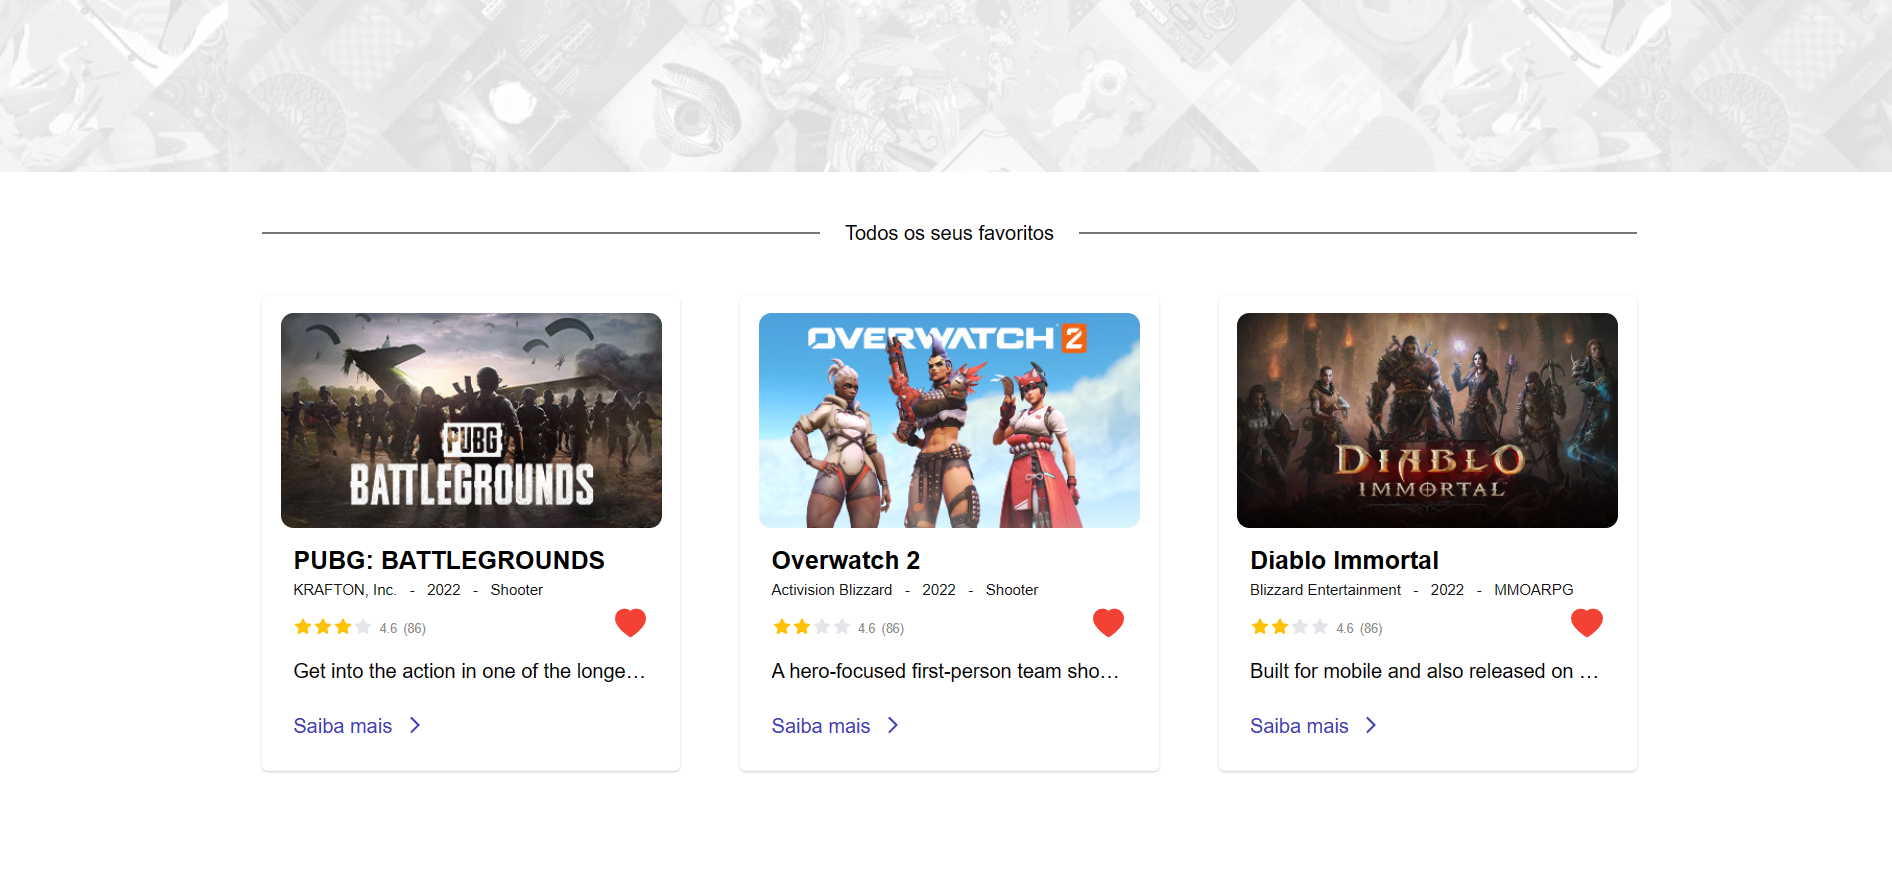 Todos os seus favoritos
PUBG
BATTLEGROUNDS
PUBG: BATTLEGROUNDS
KRAFTON, Inc. - 2022 - Shooter
4.6 (86)
Get into the action in one of the longe...
Saiba mais
OVERWATCH 2
Overwatch 2
Activision Blizzard - 2022 - Shooter
4.6 (86)
A hero-focused first-person team sho...
Saiba mais
DIABLO
IMMORTAL
Diablo Immortal
Blizzard Entertainment - 2022 - MMOARPG
4.6 (86)
Built for mobile and also released on ...
Saiba mais